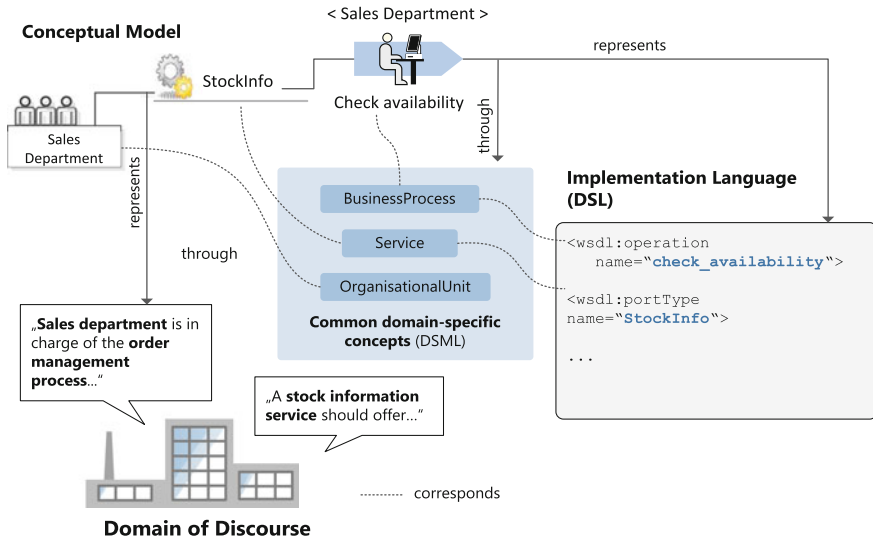 < Sales Department >
Conceptual Model
represents
StockInfo
Check availability
Sales
Department
represents
through
through
BusinessProcess
Service
OrganisationalUnit
Common domain-specific
concepts (DSML)
Implementation Language
(DSL)
<wsdl:operation
name=“check_availability“>
<wsdl:portType
name=“StockInfo“>
...
„Sales department is in
charge of the order
management
process...“
„A stock information
service should offer...“
corresponds
Domain of Discourse